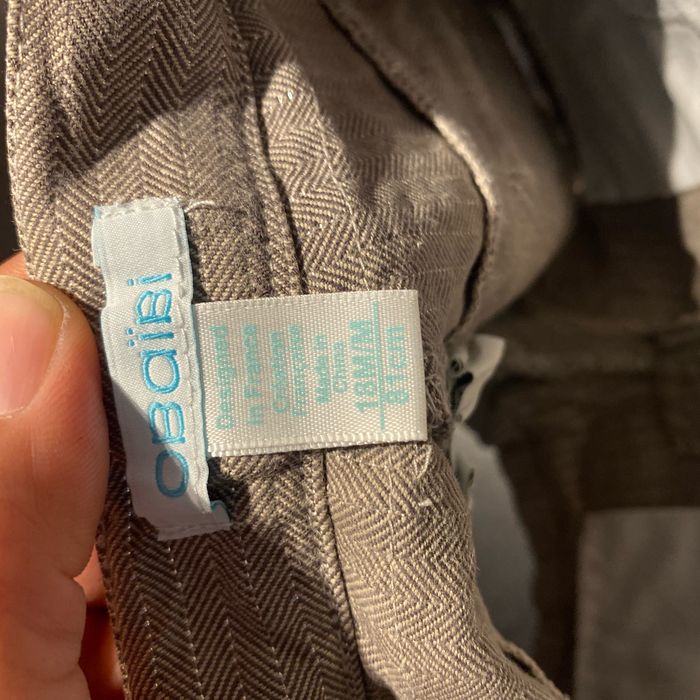 OBAÏBI
Designed
in France
Création
Française
Made in
China
18M/M
81cm